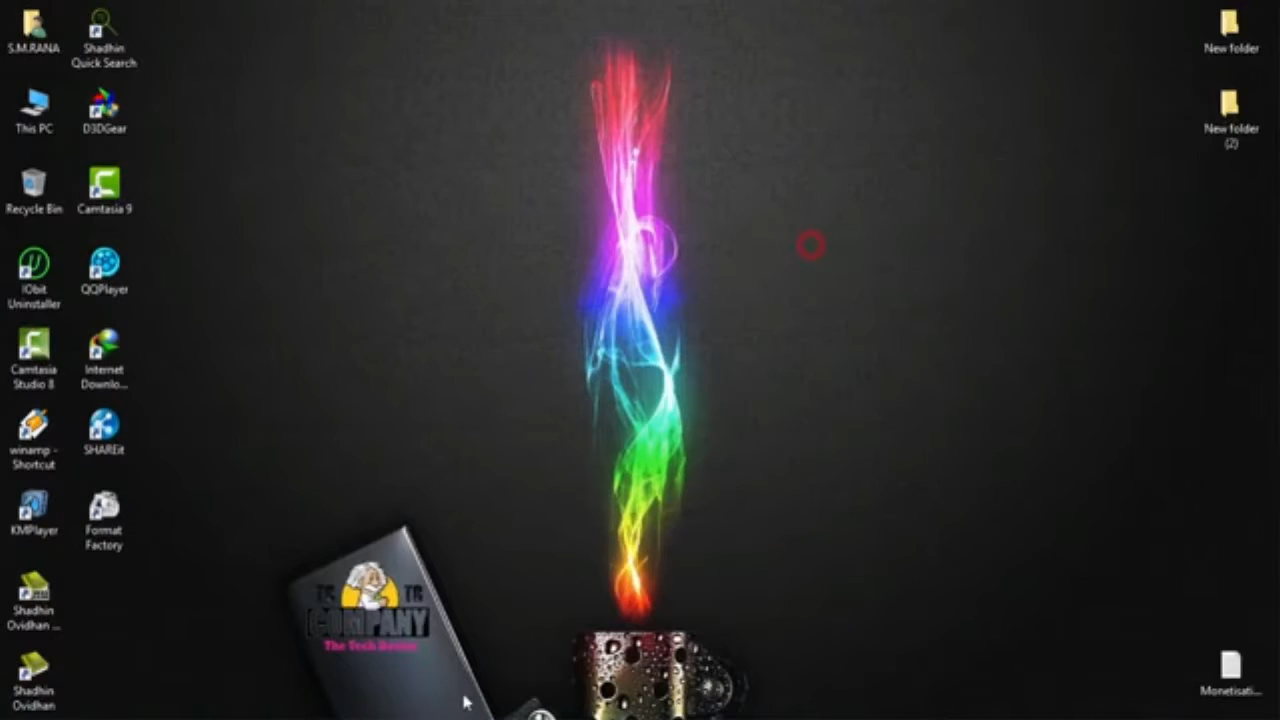 S.M.RANA
Shadhin
Quick Search
This PC
D3DGear
Recycle Bin
Camtasia 9
IObit
Uninstaller
QQPlayer
Camtasia
Studio 8
Internet
Downlo...
winamp -
Shortcut
SHAREit
KMPlayer
Format
Factory
Shadhin
Ovidhan ...
Shadhin
Ovidhan
New folder
New folder
(2)
Monetisati...
COMPANY
The Tech